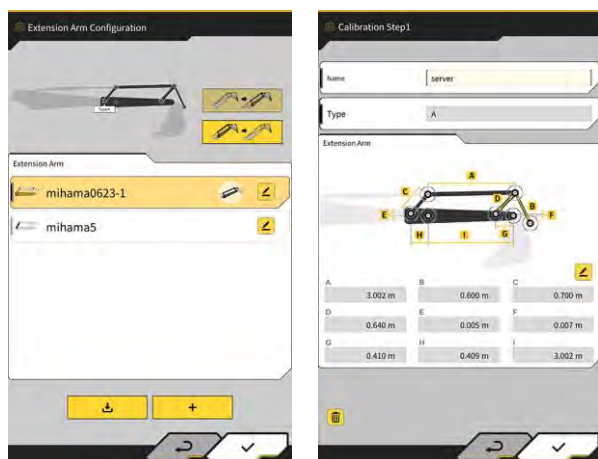 Extension Arm Configuration
Extension Arm
mihama0623-1
mihama5
+
Calibration Step1
Name
server
Type
A
Extension Arm
A
C
D
B
E
F
H
I
G
A
B
C
3.002 m
0.600 m
0.700 m
D
E
F
0.640 m
0.005 m
0.007 m
G
H
I
0.410 m
0.409 m
3.002 m